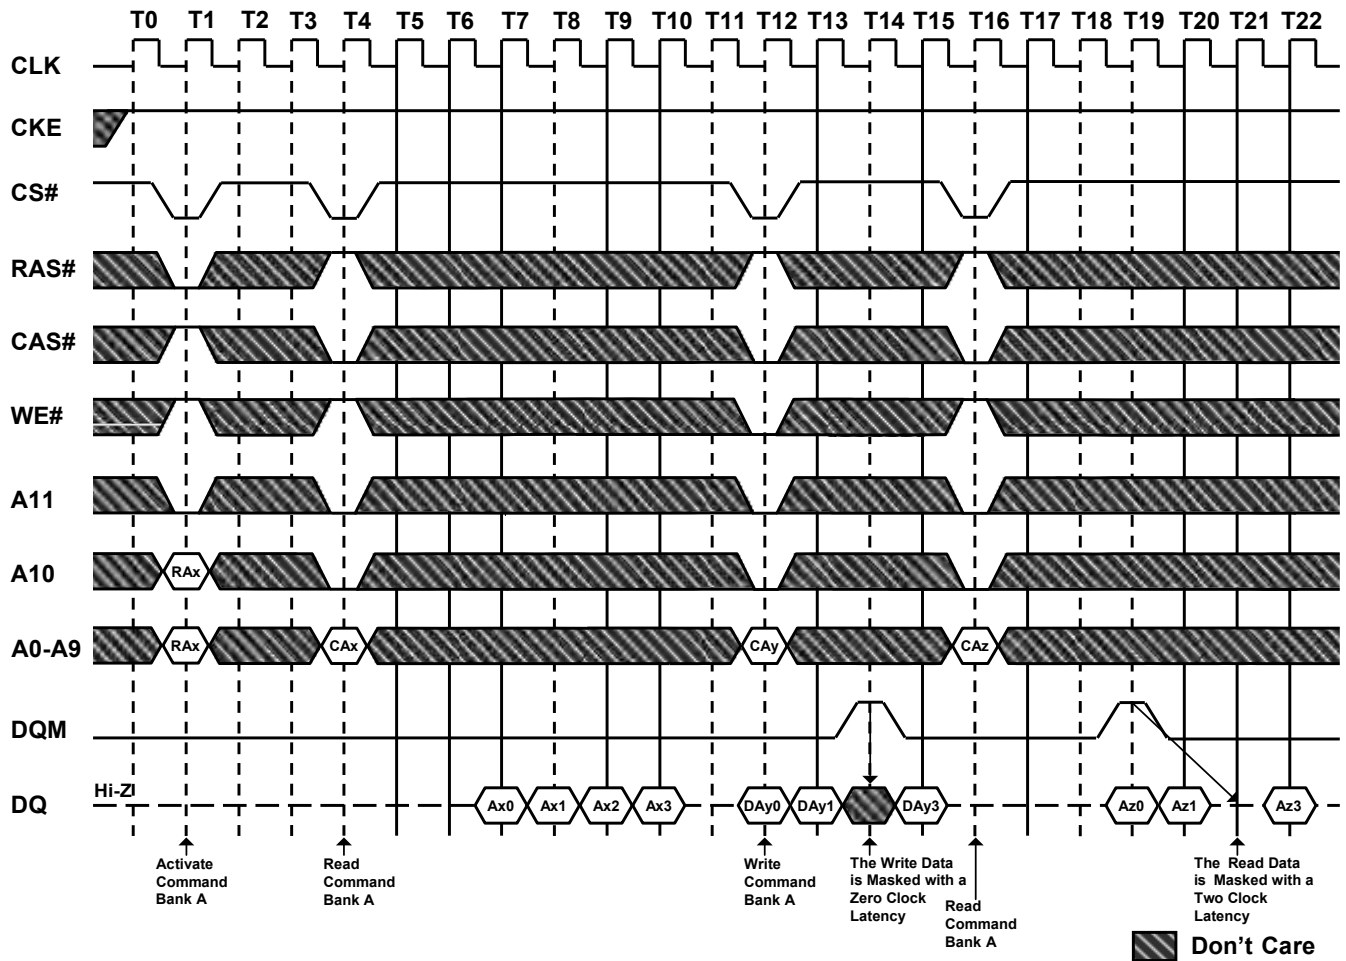 T0 T1 T2 T3 T4 T5 T6 T7 T8 T9 T10 T11 T12 T13 T14 T15 T16 T17 T18 T19 T20 T21 T22
CLK
CKE
CS#
RAS#
CAS#
WE#
A11
A10 RAx
A0-A9 RAx CAx CAy CAz
DQM
DQ Hi-Z Ax0 Ax1 Ax2 Ax3 DAy0 DAy1 DAy3 Az0 Az1 Az3
Activate
Command
Bank A
Read
Command
Bank A
Write
Command
Bank A
The Write Data
is Masked with a
Zero Clock
Latency
Read
Command
Bank A
The Read Data
is Masked with a
Two Clock
Latency
Don't Care